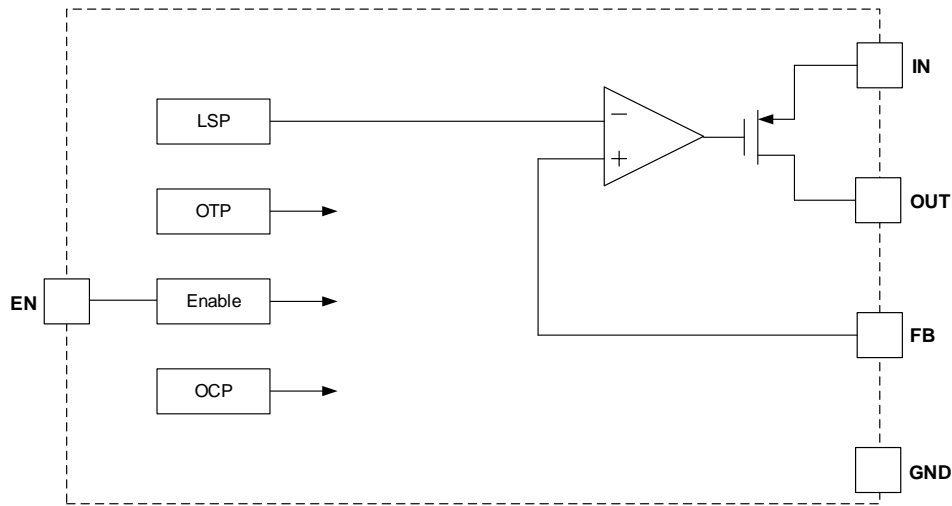 IN
LSP
−
+
OTP
OUT
EN
Enable
FB
OCP
GND